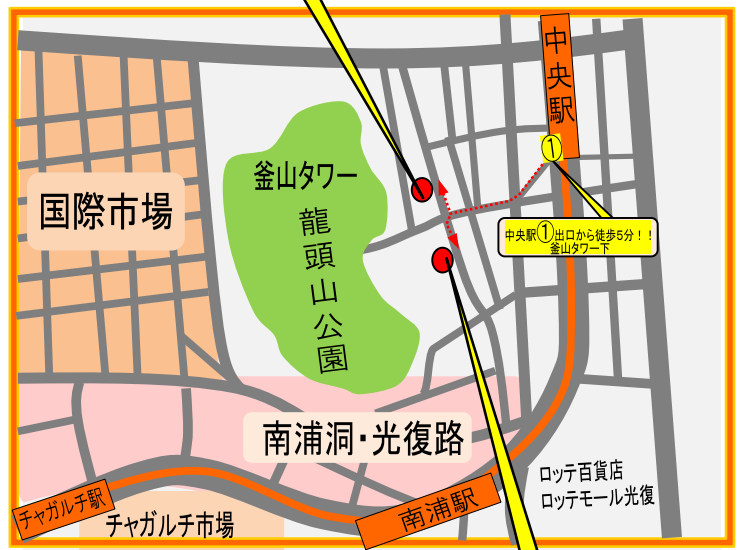 中央駅
①
釜山タワー
龍頭山公園
国際市場
中央駅①出口から徒歩5分！！
釜山タワー下
南浦洞・光復路
ロッテ百貨店
ロッテモール光復
チャガルチ駅
南浦駅
チャガルチ市場